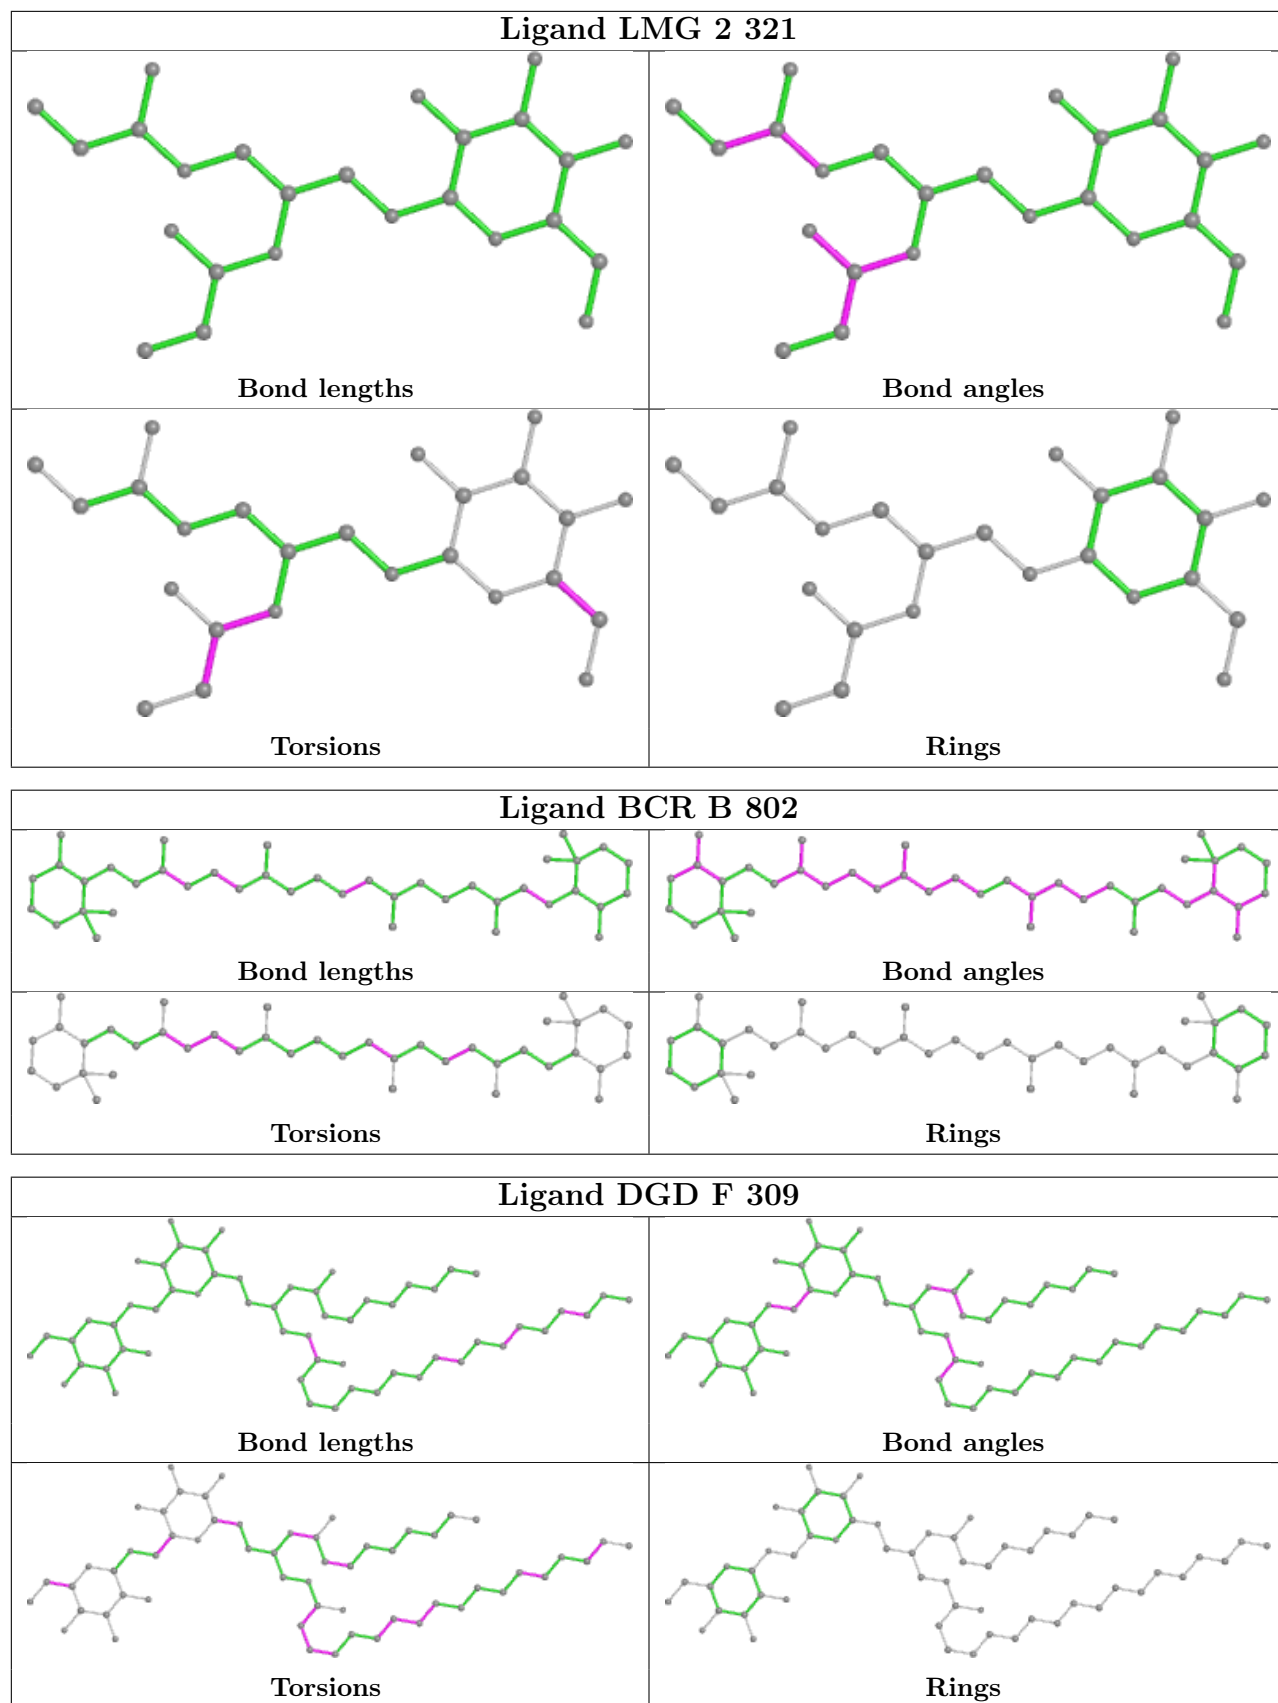 Ligand LMG 2 321
Bond lengths
Bond angles
Torsions
Rings
Ligand BCR B 802
Bond lengths
Bond angles
Torsions
Rings
Ligand DGD F 309
Bond lengths
Bond angles
Torsions
Rings